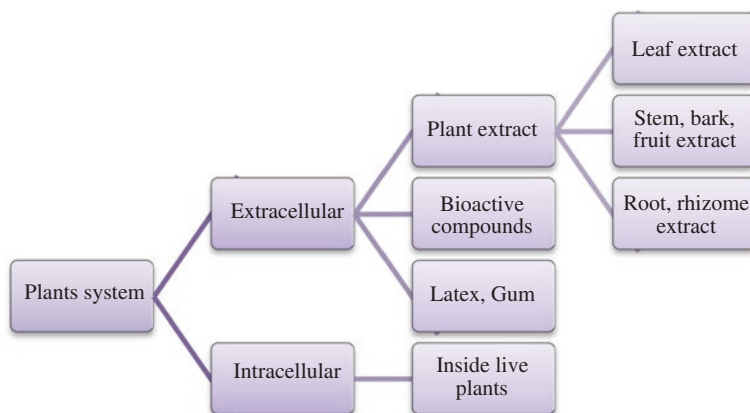 Leaf extract
Plant extract
Stem, bark,
fruit extract
Extracellular
Bioactive
compounds
Root, rhizome
extract
Plants system
Latex, Gum
Intracellular
Inside live
plants